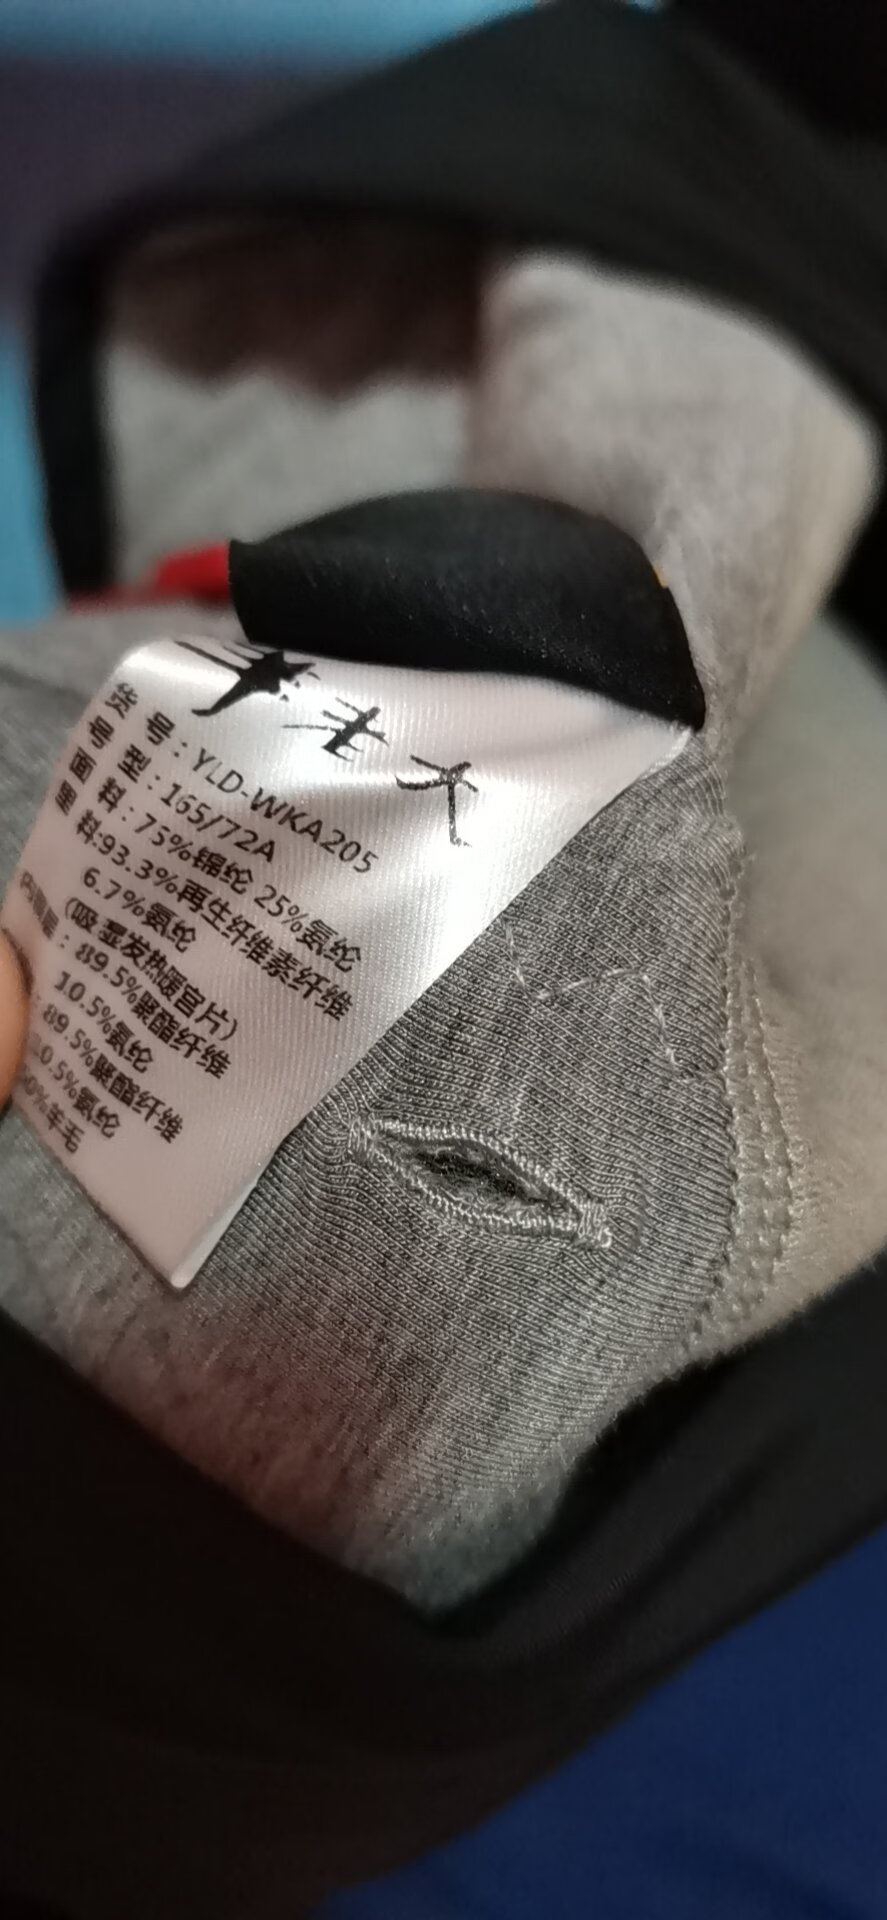 货 号：YLD-WKA205
号 型：165/72A
面 料：75%锦纶 25%氨纶
里 料:93.3%再生纤维素纤维
6.7%氨纶
(吸湿发热暖宫片)
：89.5%聚酯纤维
10.5%氨纶
：89.5%聚酯纤维
10.5%氨纶
羊毛